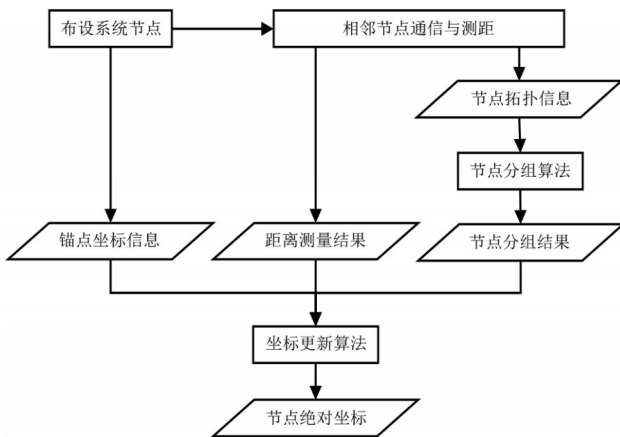 布设系统节点
相邻节点通信与测距
节点拓扑信息
节点分组算法
锚点坐标信息
距离测量结果
节点分组结果
坐标更新算法
节点绝对坐标